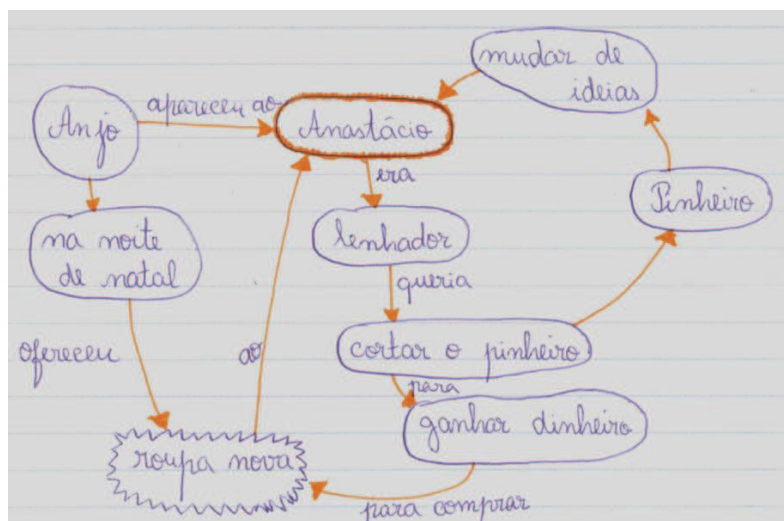 mudar de
ideias
apareceu ao
Anjo
Anastácio
era
Pinheiro
na noite
de natal
lenhador
queria
ofereceu
ao
cortar o pinheiro
para
ganhar dinheiro
roupa nova
para comprar